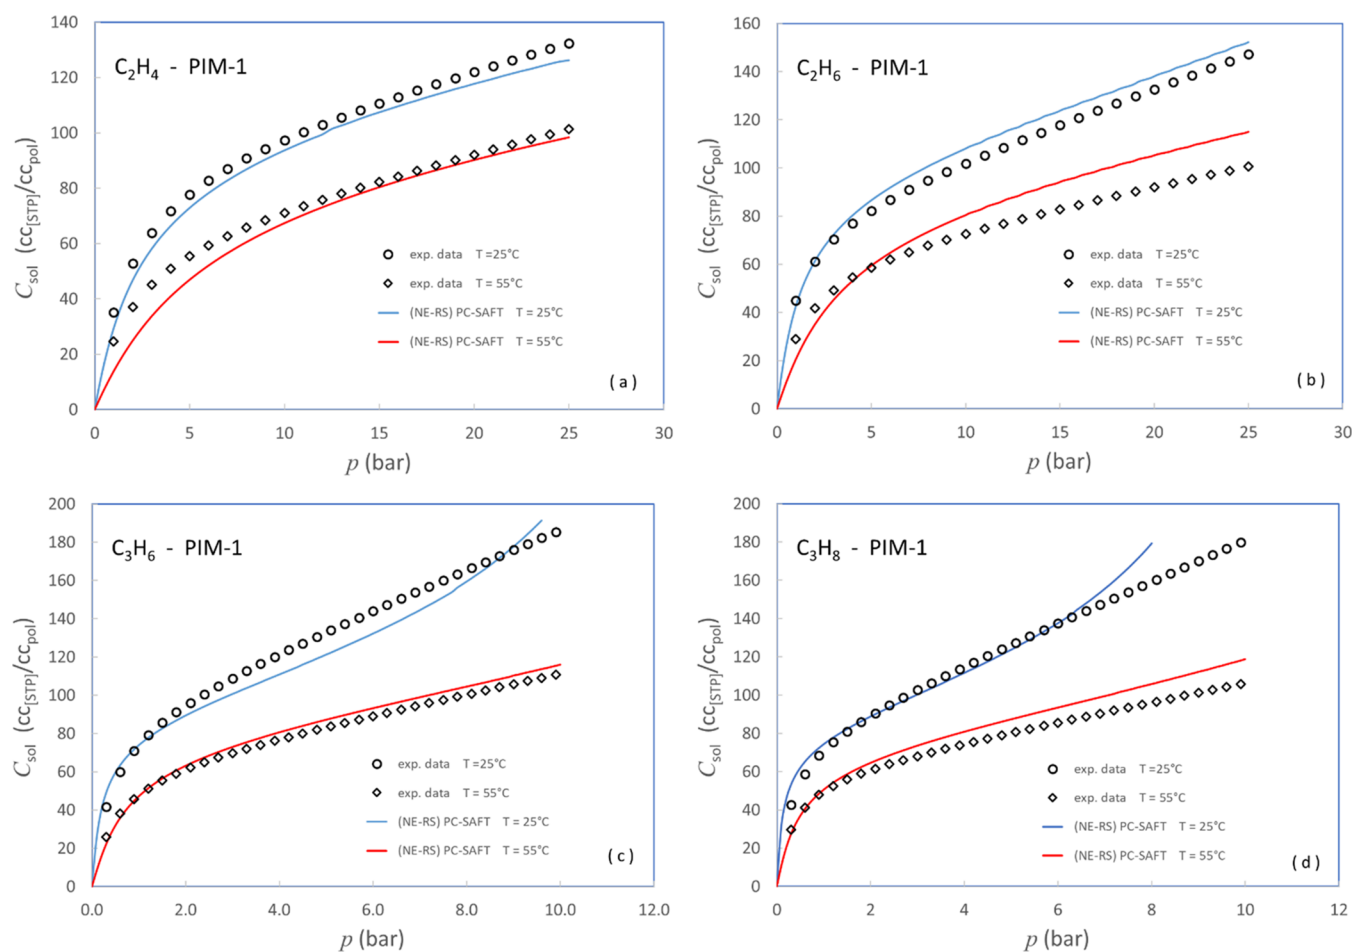 140
120
100
80
60
40
20
0
C2H4 - PIM-1
Csol (cc[STP]/ccpol)
exp. data T =25°C
exp. data T = 55°C
(NE-RS) PC-SAFT T = 25°C
(NE-RS) PC-SAFT T = 55°C
( a )
0 5 10 15 20 25 30
p (bar)
160
140
120
100
80
60
40
20
0
C2H6 - PIM-1
Csol (cc[STP]/ccpol)
exp. data T =25°C
exp. data T = 55°C
(NE-RS) PC-SAFT T = 25°C
(NE-RS) PC-SAFT T = 55°C
( b )
0 5 10 15 20 25 30
p (bar)
200
180
160
140
120
100
80
60
40
20
0
C3H6 - PIM-1
Csol (cc[STP]/ccpol)
exp. data T =25°C
exp. data T = 55°C
(NE-RS) PC-SAFT T = 25°C
(NE-RS) PC-SAFT T = 55°C
( c )
0.0 2.0 4.0 6.0 8.0 10.0 12.0
p (bar)
200
180
160
140
120
100
80
60
40
20
0
C3H8 - PIM-1
Csol (cc[STP]/ccpol)
exp. data T =25°C
exp. data T = 55°C
(NE-RS) PC-SAFT T = 25°C
(NE-RS) PC-SAFT T = 55°C
( d )
0 2 4 6 8 10 12
p (bar)